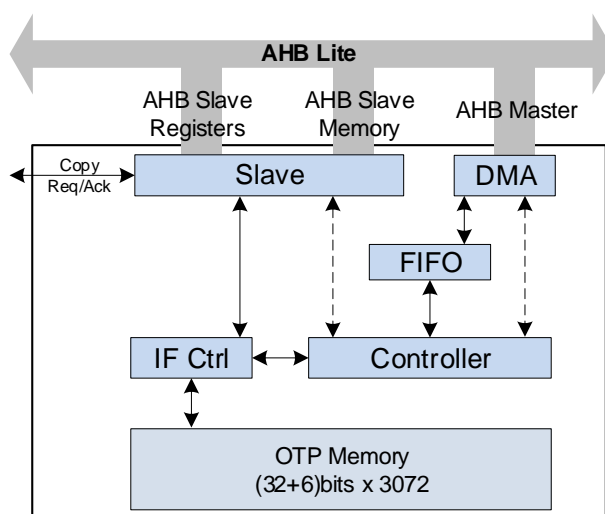 AHB Lite
AHB Slave
Registers
AHB Slave
Memory
AHB Master
Copy
Req/Ack
Slave
DMA
FIFO
IF Ctrl
Controller
OTP Memory
(32+6)bits x 3072